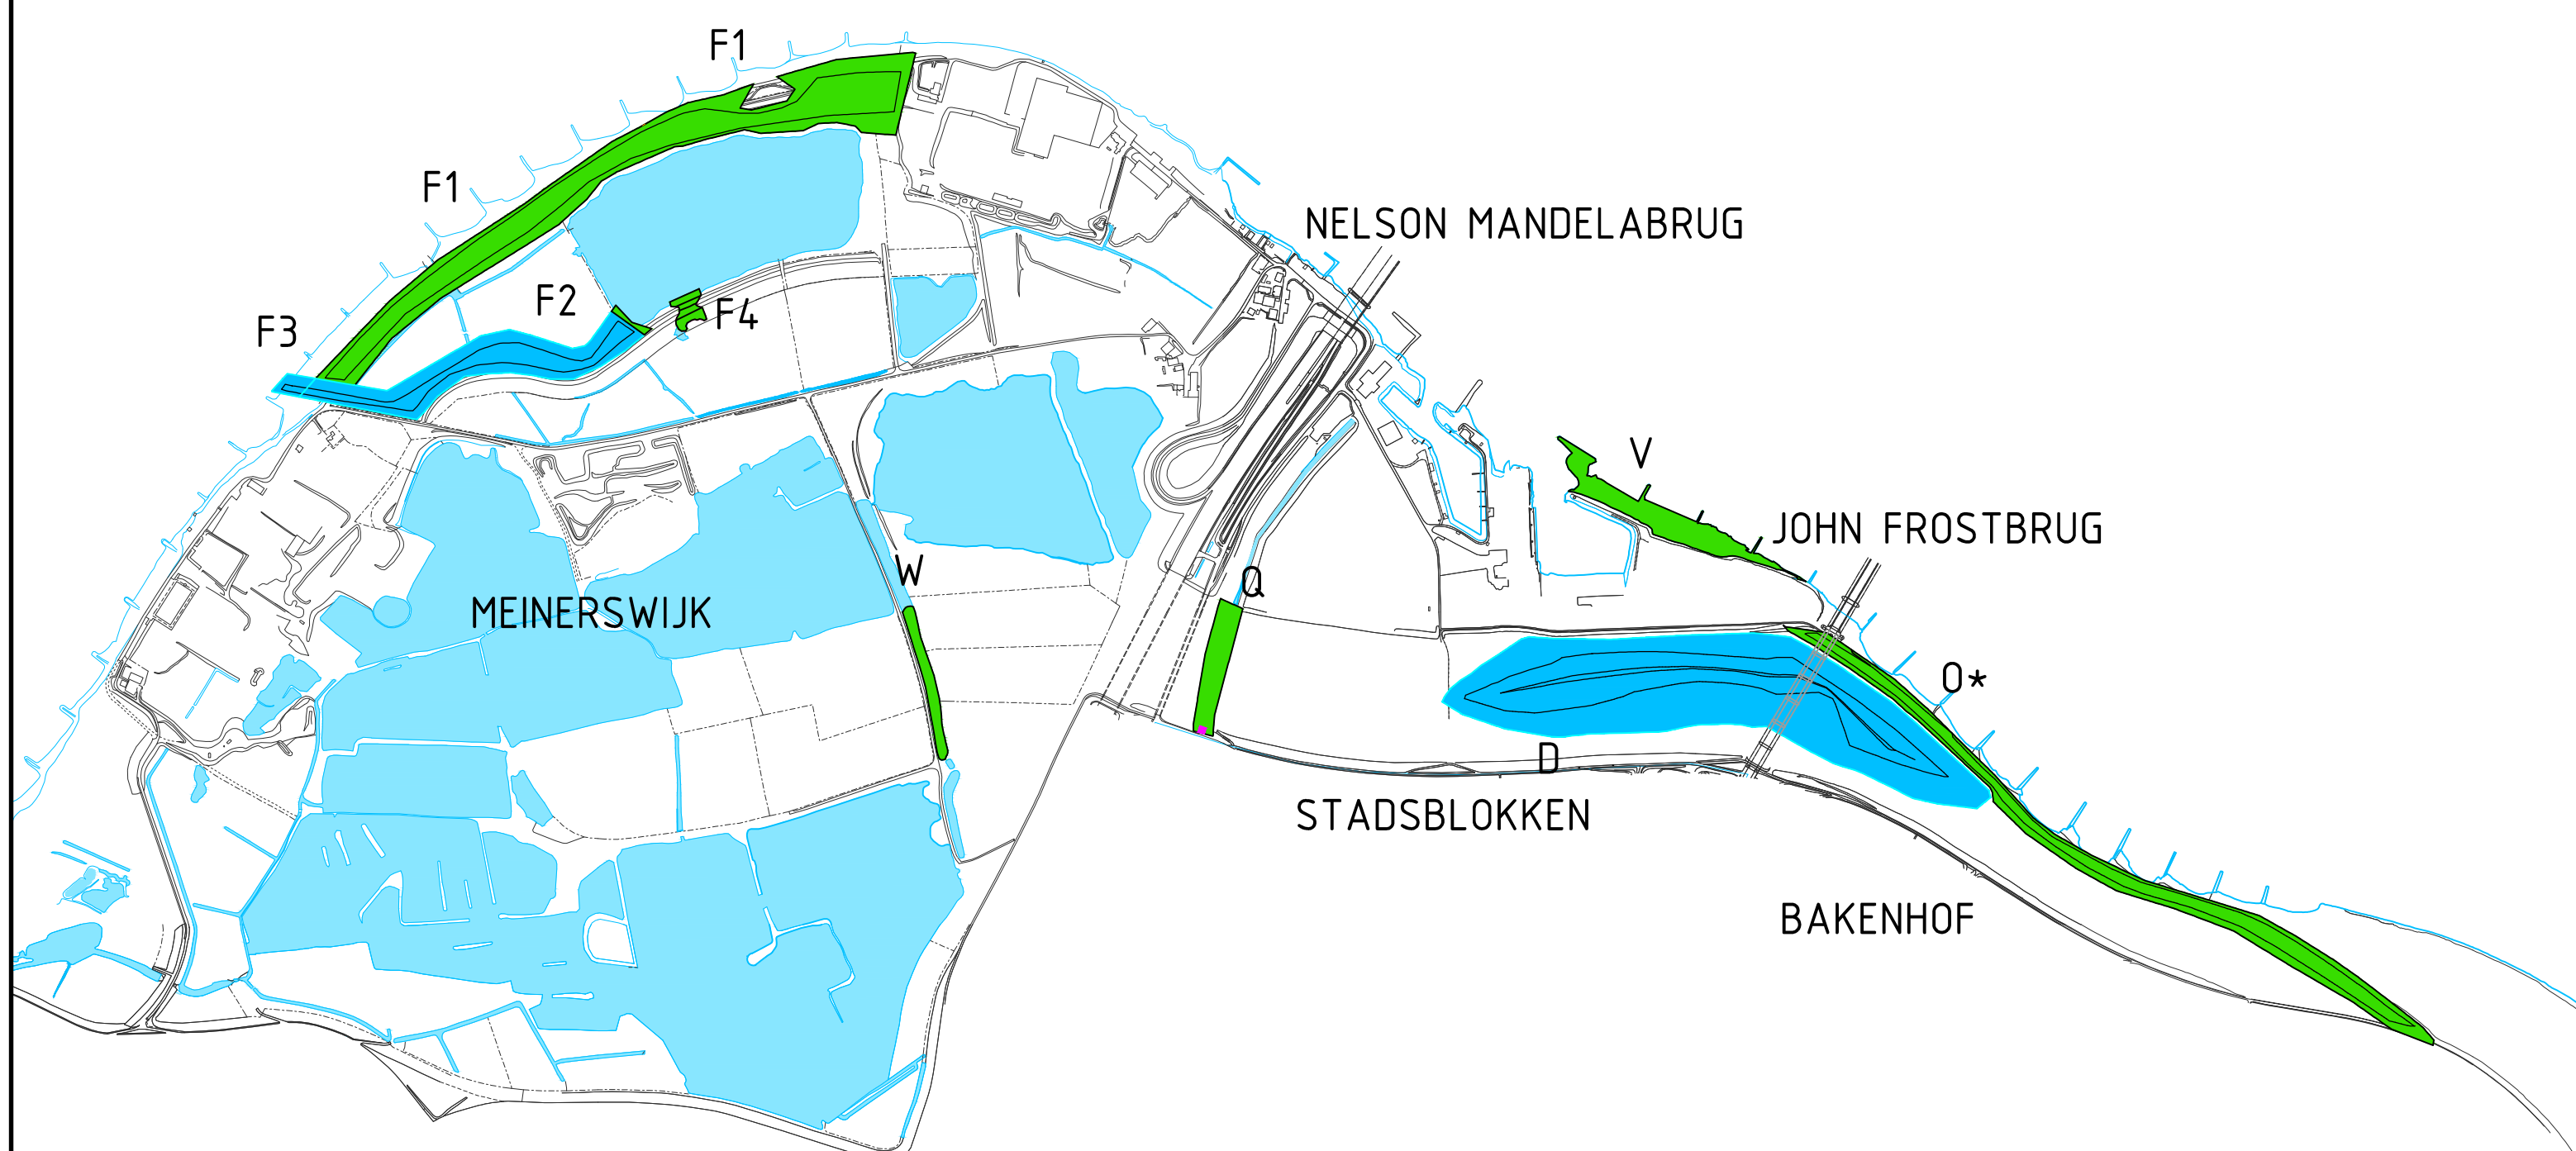 F1
F1
NELSON MANDELABRUG
F2
F4
F3
V
JOHN FROSTBRUG
W
Q
MEINERSWIJK
O*
D
STADSBLOKKEN
BAKENHOF